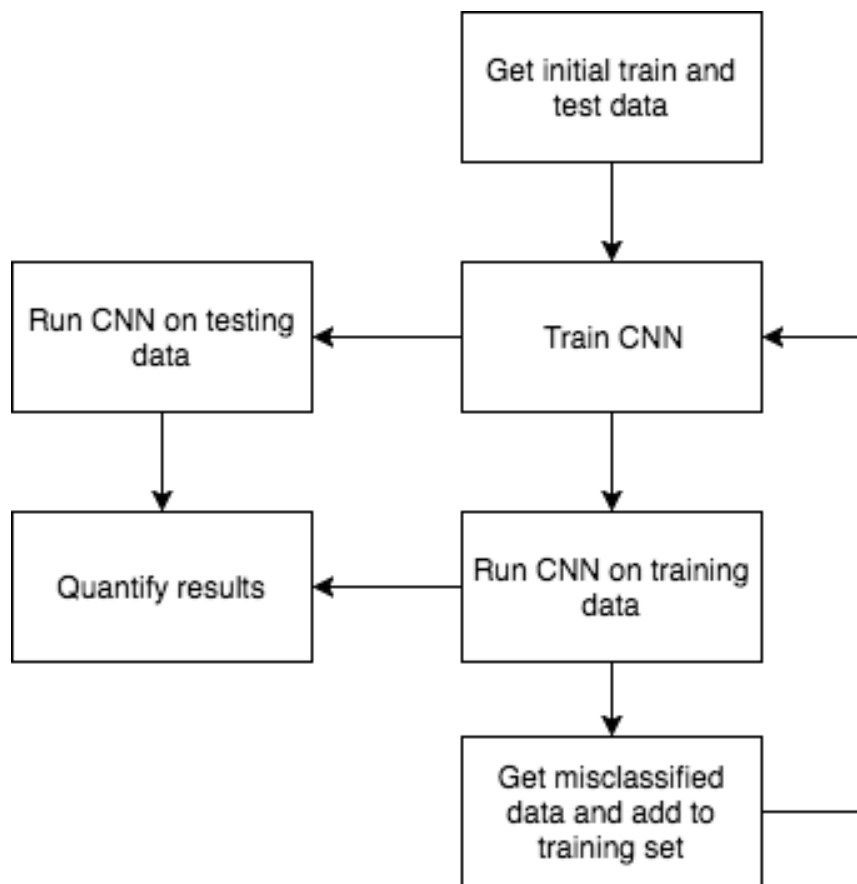 Get initial train and
test data
Run CNN on testing
data
Train CNN
Quantify results
Run CNN on training
data
Get misclassified
data and add to
training set